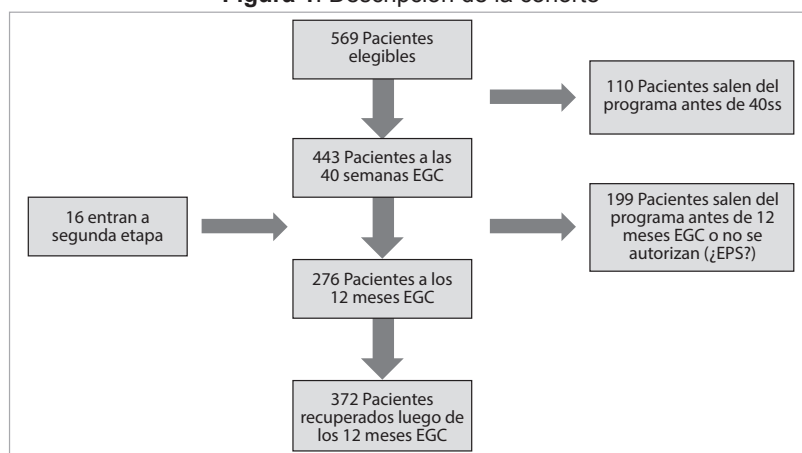 Figura 1. Descripción de la cohorte
569 Pacientes
elegibles
110 Pacientes salen del
programa antes de 40ss
443 Pacientes a las
40 semanas EGC
16 entran a
segunda etapa
199 Pacientes salen del
programa antes de 12
meses EGC o no se
autorizan (¿EPS?)
276 Pacientes a los
12 meses EGC
372 Pacientes
recuperados luego de
los 12 meses EGC